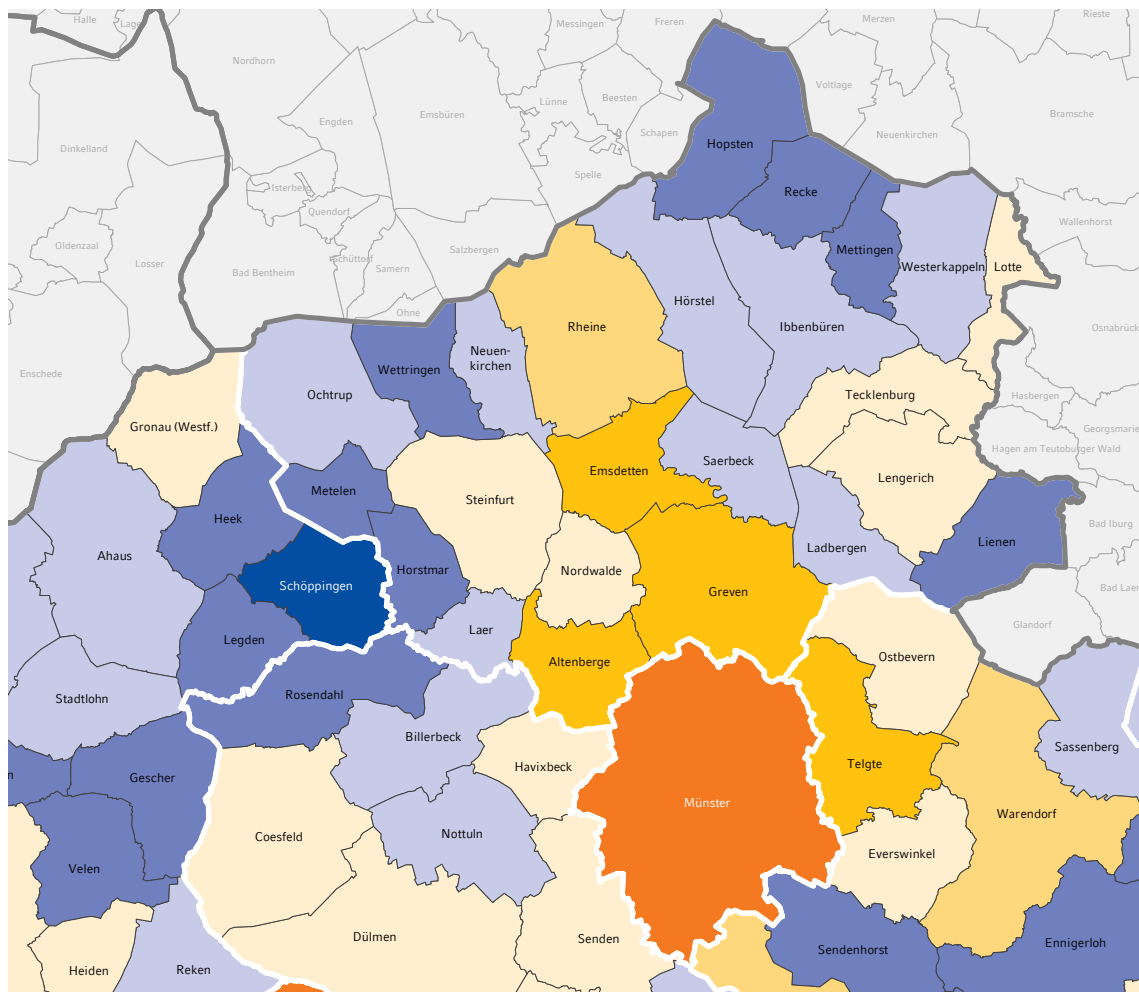 Halle
Lage
Messingen
Freren
Merzen
Rieste
Nordhorn
Voltlage
Lünne
Beesten
Emsbüren
Bramsche
Engden
Schapen
Neuenkirchen
Hopsten
Dinkelland
Spelle
Isterberg
Recke
Quendorf
Wallenhorst
Oldenzaal
Salzbergen
Mettingen
Losser
Bad Bentheim
Schüttorf
Samern
Westerkappeln
Lotte
Hörstel
Ohne
Rheine
Ibbenbüren
Osnabrück
Neuen-
kirchen
Enschede
Wettringen
Ochtrup
Tecklenburg
Hasbergen
Gronau (Westf.)
Georgsmarie
Hagen am Teutoburger Wald
Saerbeck
Emsdetten
Lengerich
Metelen
Steinfurt
Heek
Bad Iburg
Lienen
Ladbergen
Ahaus
Horstmar
Nordwalde
Schöppingen
Greven
Bad Laer
Glandorf
Laer
Legden
Ostbevern
Altenberge
Rosendahl
Stadtlohn
Billerbeck
Sassenberg
Telgte
Havixbeck
n
Gescher
Münster
Warendorf
Coesfeld
Nottuln
Everswinkel
Velen
Dülmen
Senden
Ennigerloh
Sendenhorst
Heiden
Reken